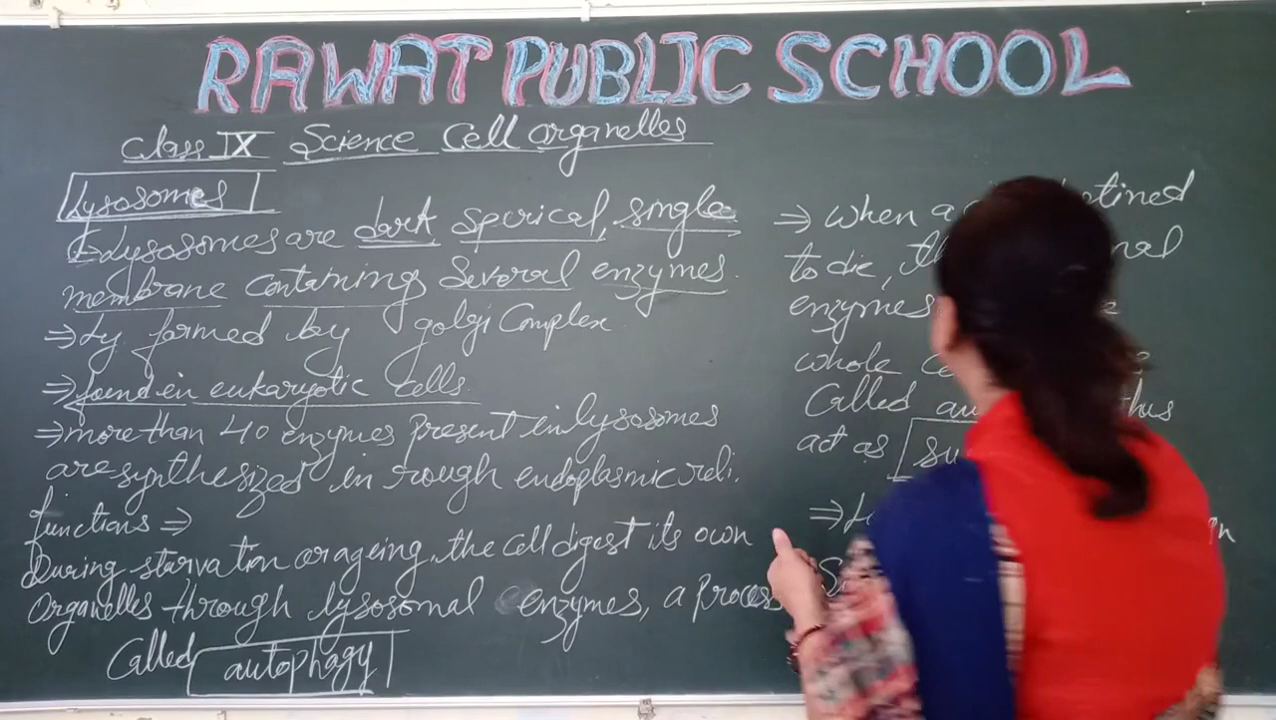 RAWAT PUBLIC SCHOOL
Class IX Science Cell organelles
Lysosomes
⇒ Lysosomes are dark sperical, single
membrane containing several enzymes.
⇒ Ly formed by golgi Complex
⇒ found in eukaryotic cells.
⇒ more than 40 enzymes present in lysosomes
are synthesized in rough endoplasmic reti.
functions ⇒
During starvation or ageing, the cell digest its own
Organelles through lysosomal enzymes, a process
Called autophagy
⇒ when a
to die,
enzymes
whole
Called thus
act as